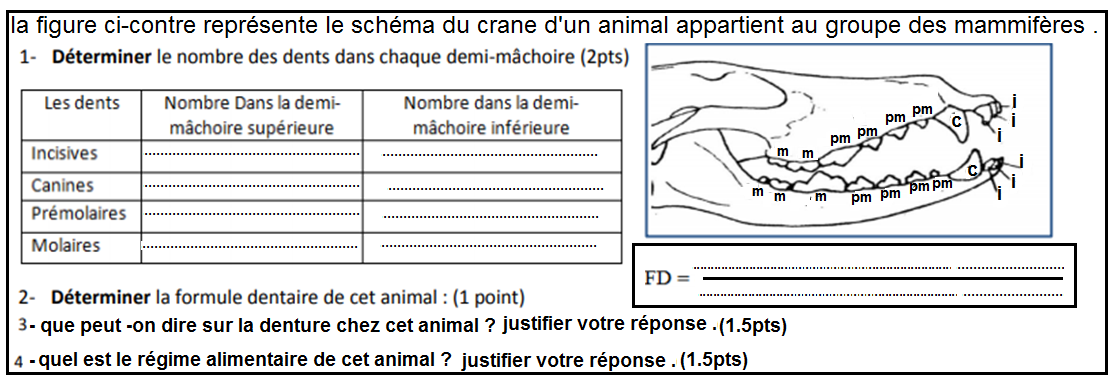 la figure ci-contre représente le schéma du crane d'un animal appartient au groupe des mammifères .
1- Déterminer le nombre des dents dans chaque demi-mâchoire (2pts)
Les dents
Nombre Dans la demi-mâchoire supérieure
Nombre dans la demi-mâchoire inférieure
Incisives
Canines
Prémolaires
Molaires
m m pm pm pm pm c i i i
m m m pm pm pm pm c i i i
FD =
2- Déterminer la formule dentaire de cet animal : (1 point)
3- que peut -on dire sur la denture chez cet animal ? justifier votre réponse .(1.5pts)
4 -quel est le régime alimentaire de cet animal ? justifier votre réponse .(1.5pts)